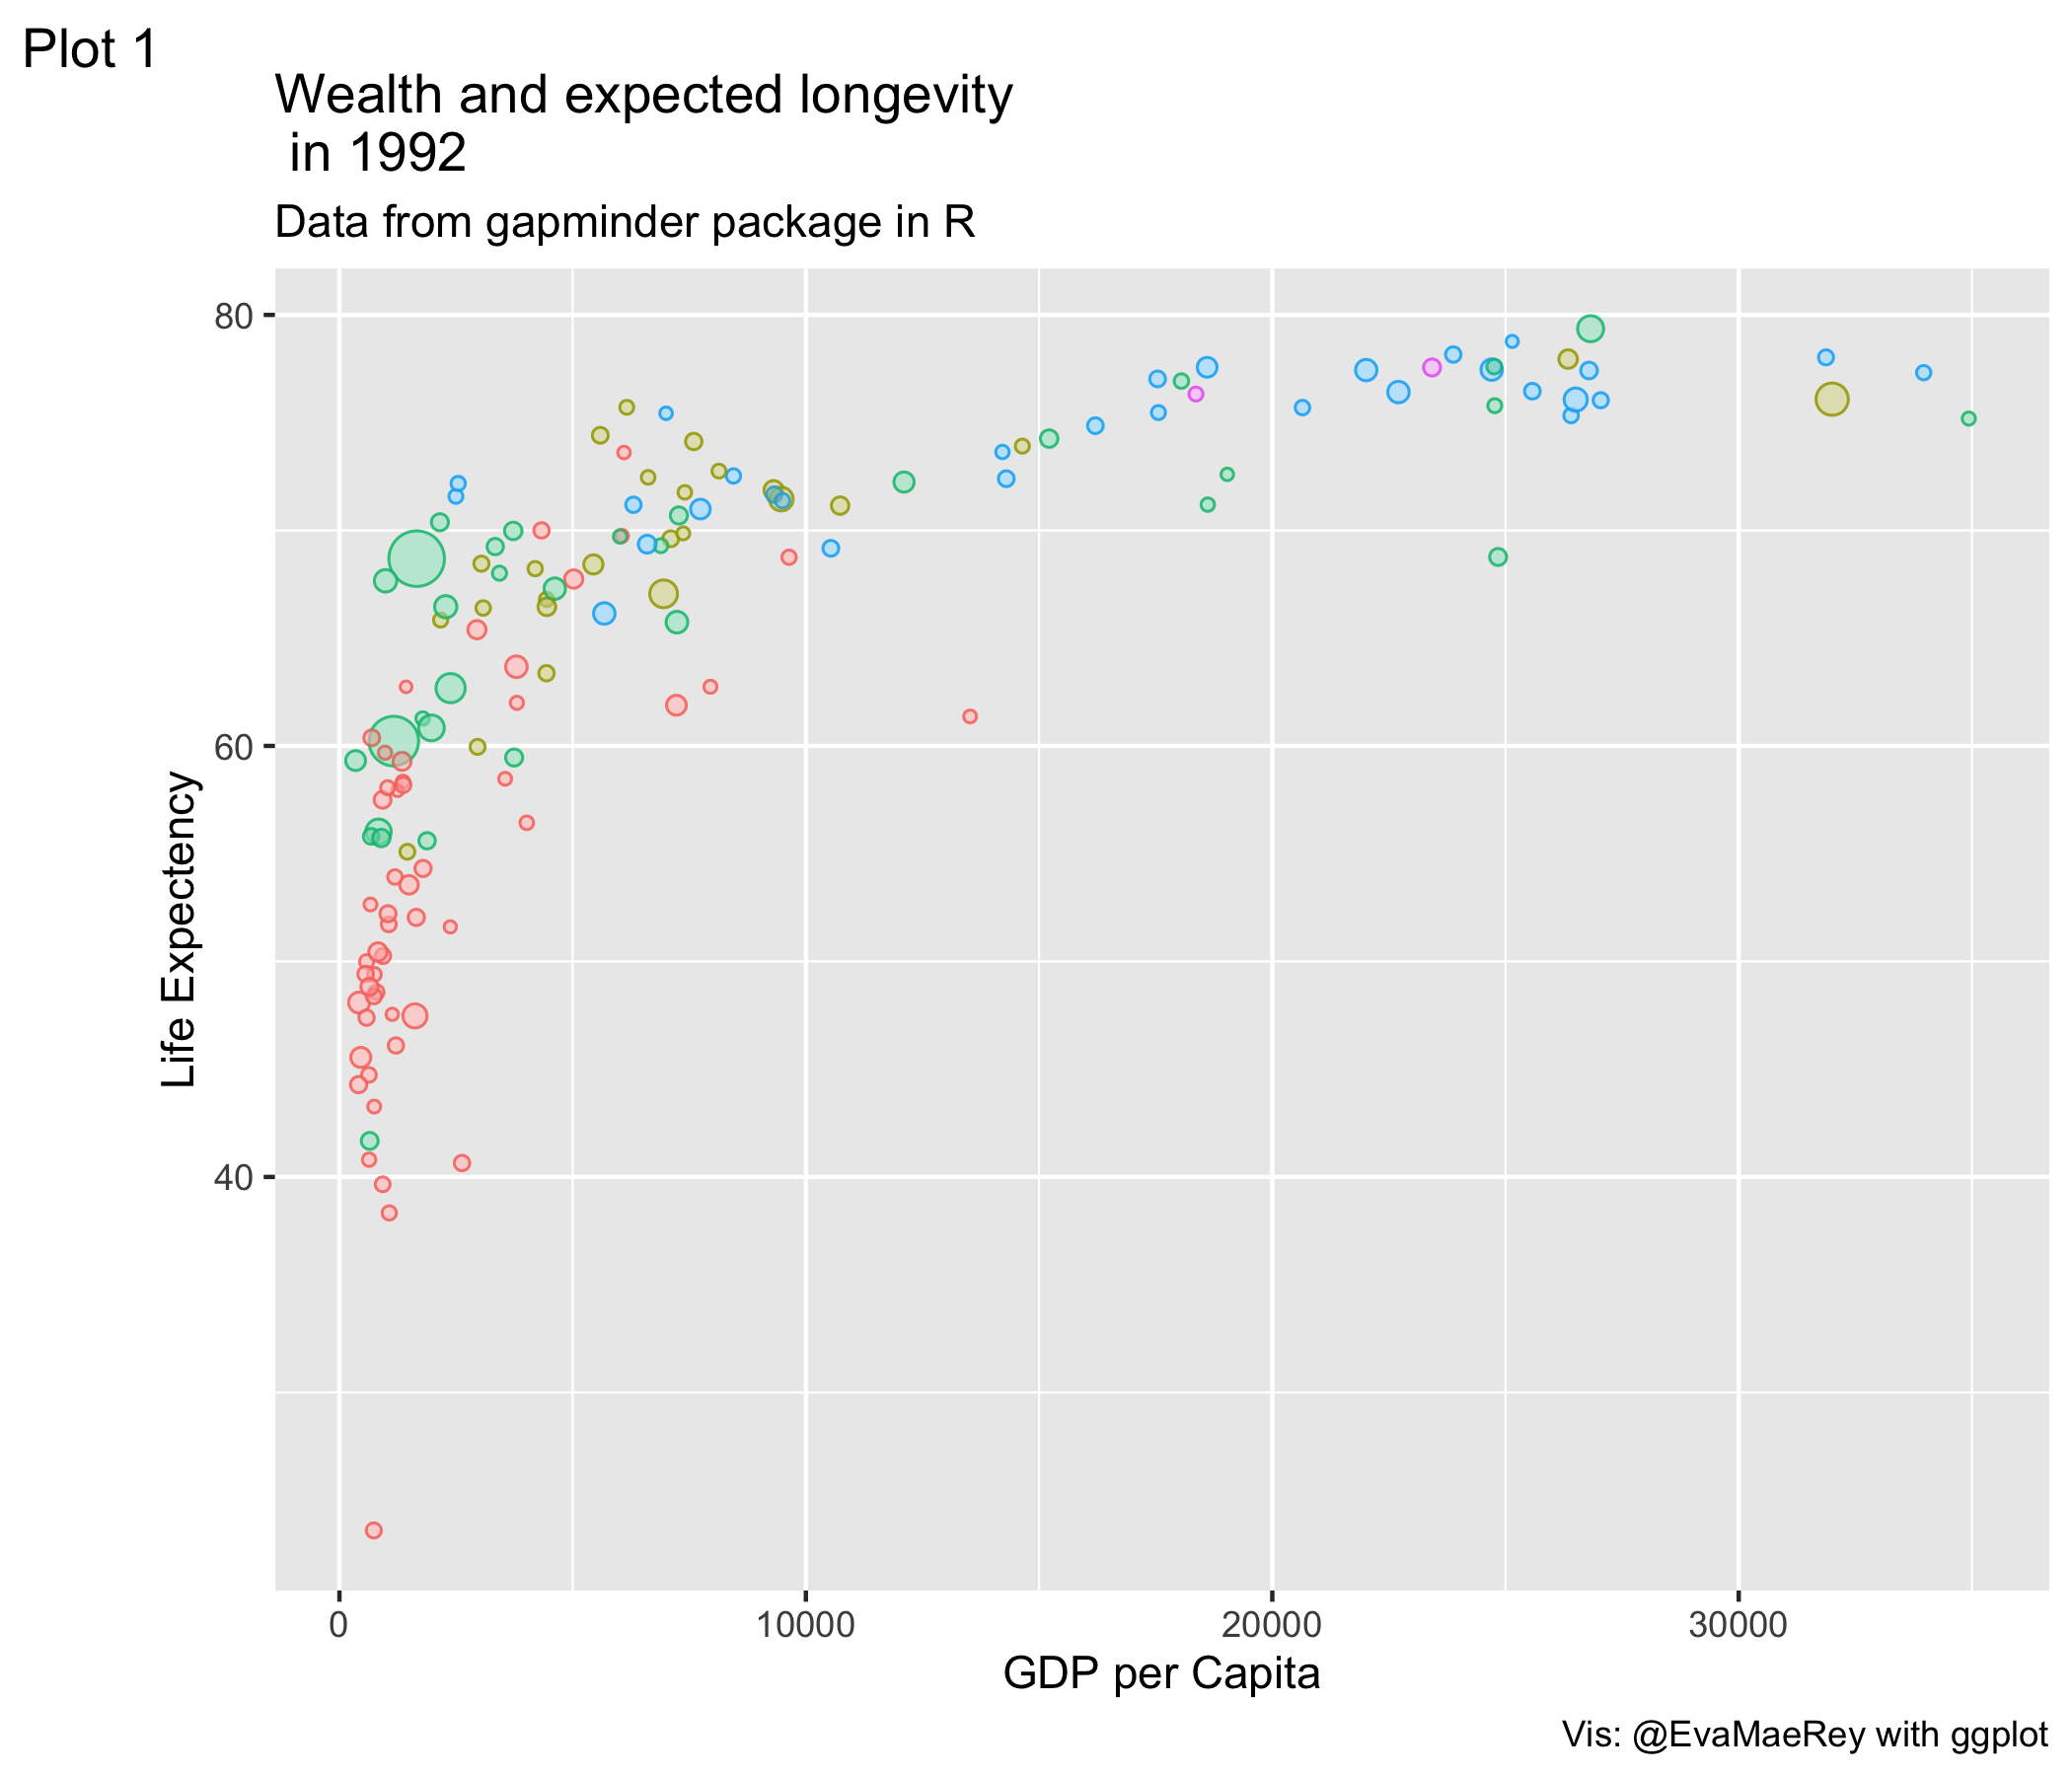 Plot 1
Wealth and expected longevity
in 1992
Data from gapminder package in R
80
60
40
Life Expectency
0 10000 20000 30000
GDP per Capita
Vis: @EvaMaeRey with ggplot